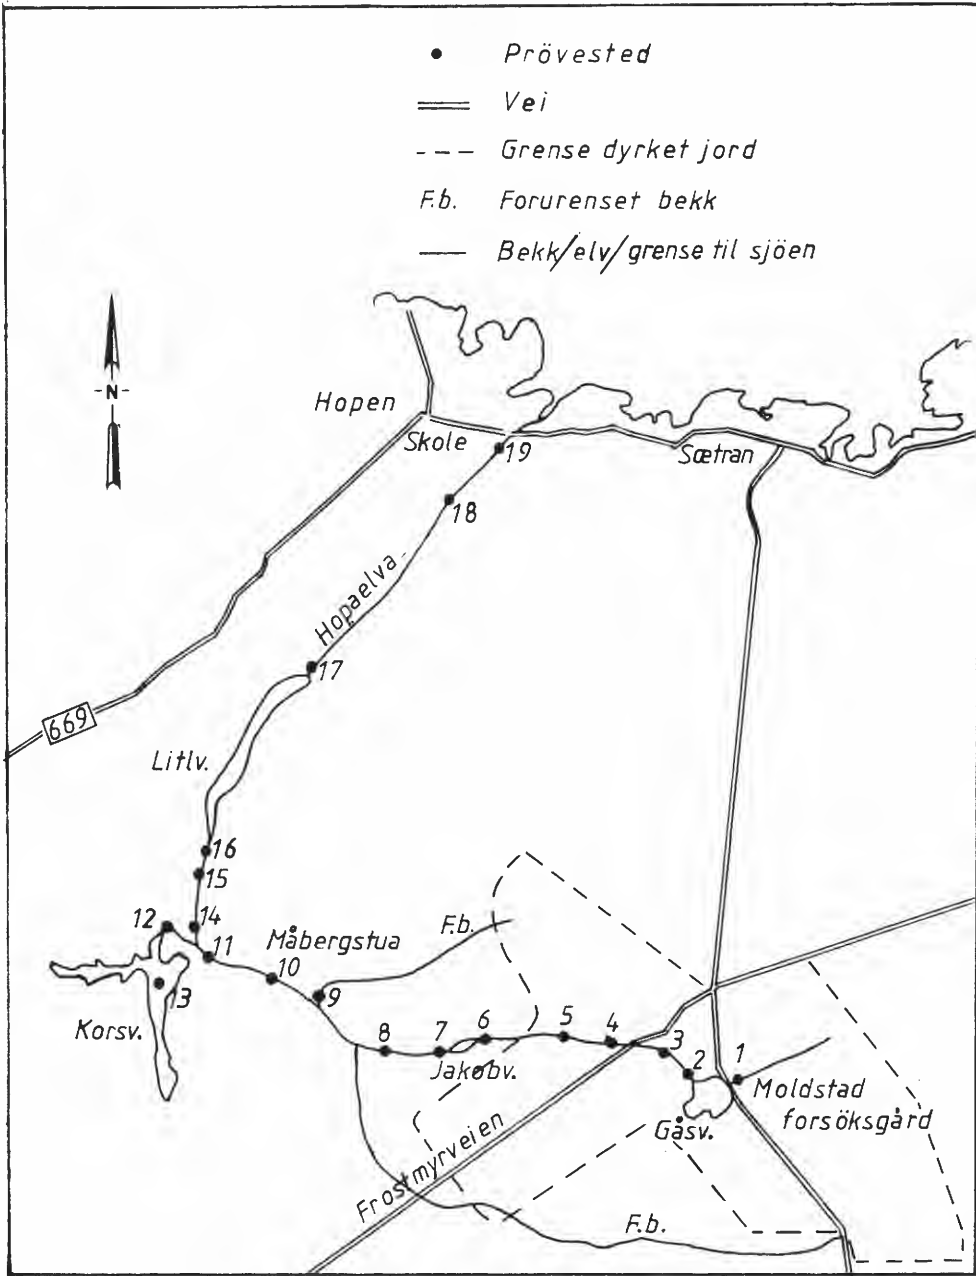 Prövested
Vei
Grense dyrket jord
F.b. Forurenset bekk
Bekk/elv/grense til sjöen
N
Hopen
Skole
19
Sætran
18
Hopaelva
17
669
Litlv.
16
15
12
14
F.b.
Måbergstua
11
10
9
13
Korsv.
8
7
6
5
4
3
2
1
Jakobv.
Moldstad
forsöksgård
Gåsv.
Frostmyrveien
F.b.